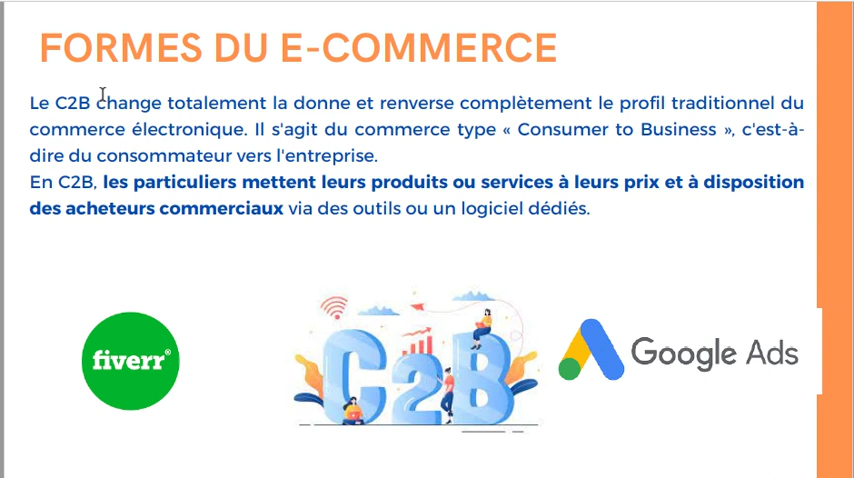 FORMES DU E-COMMERCE
Le C2B change totalement la donne et renverse complètement le profil traditionnel du
commerce électronique. Il s'agit du commerce type « Consumer to Business », c'est-à-
dire du consommateur vers l'entreprise.
En C2B, les particuliers mettent leurs produits ou services à leurs prix et à disposition
des acheteurs commerciaux via des outils ou un logiciel dédiés.
fiverr®
C2B
Google Ads